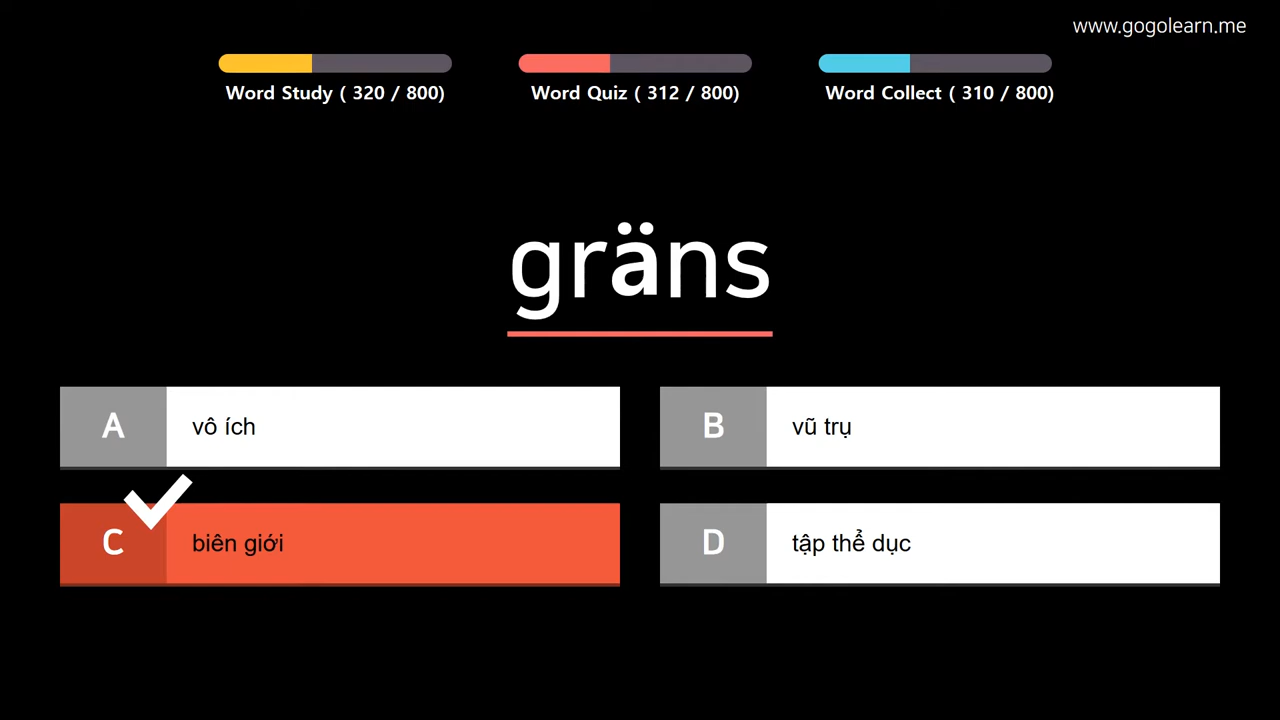 www.gogolearn.me
Word Study ( 320 / 800)
Word Quiz ( 312 / 800)
Word Collect ( 310 / 800)
gräns
A
vô ích
B
vũ trụ
C
biên giới
D
tập thể dục